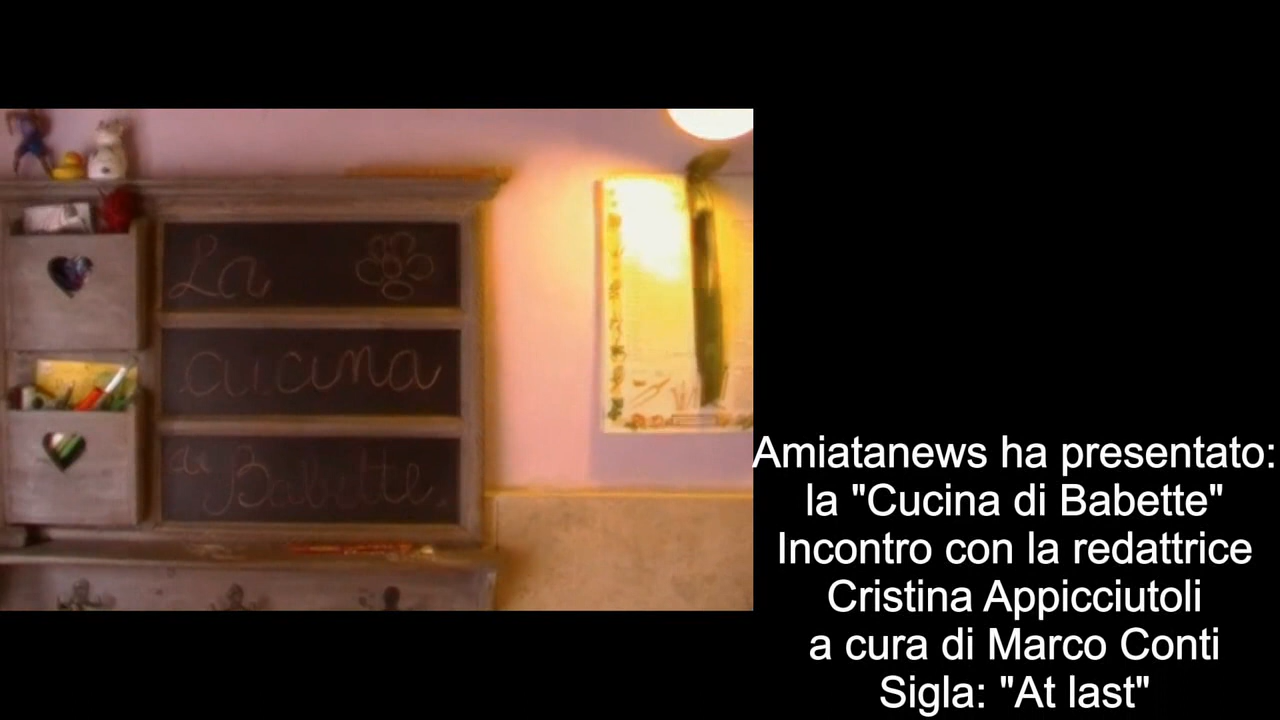 La
cucina
di Babette.
Amiatanews ha presentato:
la "Cucina di Babette"
Incontro con la redattrice
Cristina Appicciutoli
a cura di Marco Conti
Sigla: "At last"